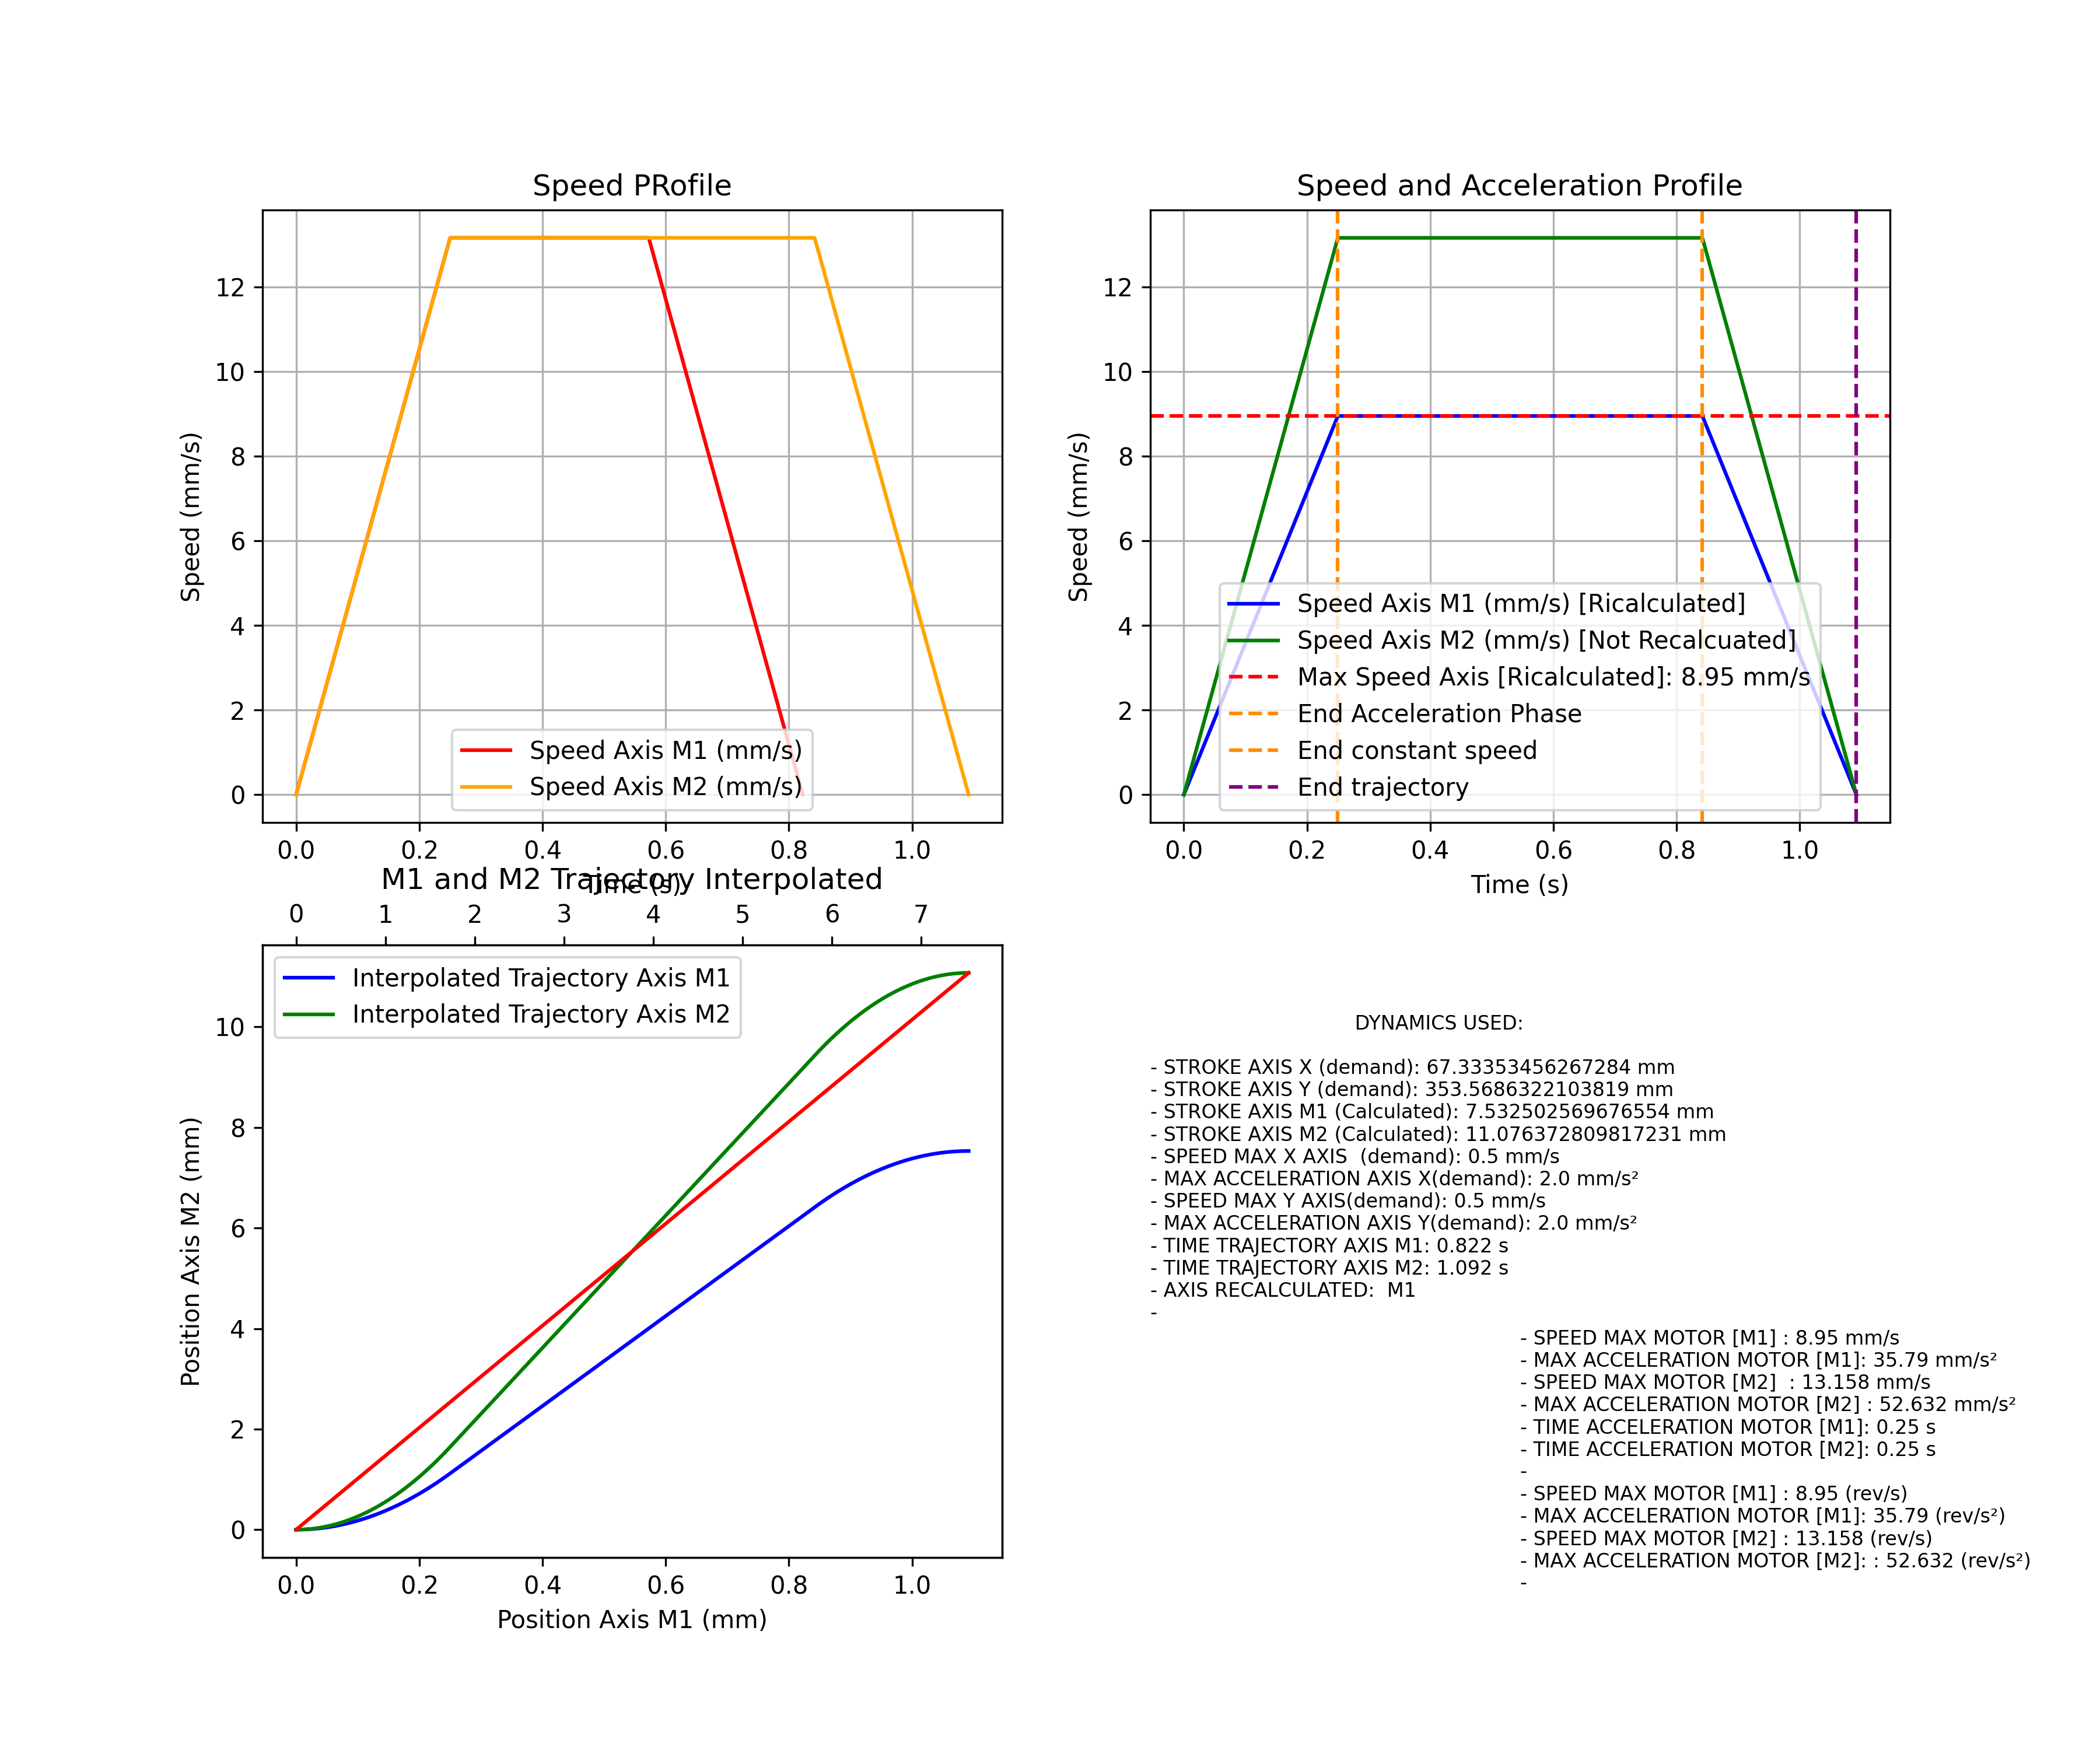 Speed PRofile
Speed (mm/s)
12
10
8
6
4
2
0
Speed Axis M1 (mm/s)
Speed Axis M2 (mm/s)
0.0 0.2 0.4 0.6 0.8 1.0
Time (s)
Speed and Acceleration Profile
Speed (mm/s)
12
10
8
6
4
2
0
Speed Axis M1 (mm/s) [Ricalculated]
Speed Axis M2 (mm/s) [Not Recalcuated]
Max Speed Axis [Ricalculated]: 8.95 mm/s
End Acceleration Phase
End constant speed
End trajectory
0.0 0.2 0.4 0.6 0.8 1.0
Time (s)
M1 and M2 Trajectory Interpolated
0 1 2 3 4 5 6 7
Interpolated Trajectory Axis M1
Interpolated Trajectory Axis M2
Position Axis M2 (mm)
10
8
6
4
2
0
0.0 0.2 0.4 0.6 0.8 1.0
Position Axis M1 (mm)
DYNAMICS USED:
- STROKE AXIS X (demand): 67.33353456267284 mm
- STROKE AXIS Y (demand): 353.5686322103819 mm
- STROKE AXIS M1 (Calculated): 7.532502569676554 mm
- STROKE AXIS M2 (Calculated): 11.076372809817231 mm
- SPEED MAX X AXIS  (demand): 0.5 mm/s
- MAX ACCELERATION AXIS X(demand): 2.0 mm/s²
- SPEED MAX Y AXIS(demand): 0.5 mm/s
- MAX ACCELERATION AXIS Y(demand): 2.0 mm/s²
- TIME TRAJECTORY AXIS M1: 0.822 s
- TIME TRAJECTORY AXIS M2: 1.092 s
- AXIS RECALCULATED:  M1
-
- SPEED MAX MOTOR [M1] : 8.95 mm/s
- MAX ACCELERATION MOTOR [M1]: 35.79 mm/s²
- SPEED MAX MOTOR [M2]  : 13.158 mm/s
- MAX ACCELERATION MOTOR [M2] : 52.632 mm/s²
- TIME ACCELERATION MOTOR [M1]: 0.25 s
- TIME ACCELERATION MOTOR [M2]: 0.25 s
-
- SPEED MAX MOTOR [M1] : 8.95 (rev/s)
- MAX ACCELERATION MOTOR [M1]: 35.79 (rev/s²)
- SPEED MAX MOTOR [M2] : 13.158 (rev/s)
- MAX ACCELERATION MOTOR [M2]: : 52.632 (rev/s²)
-